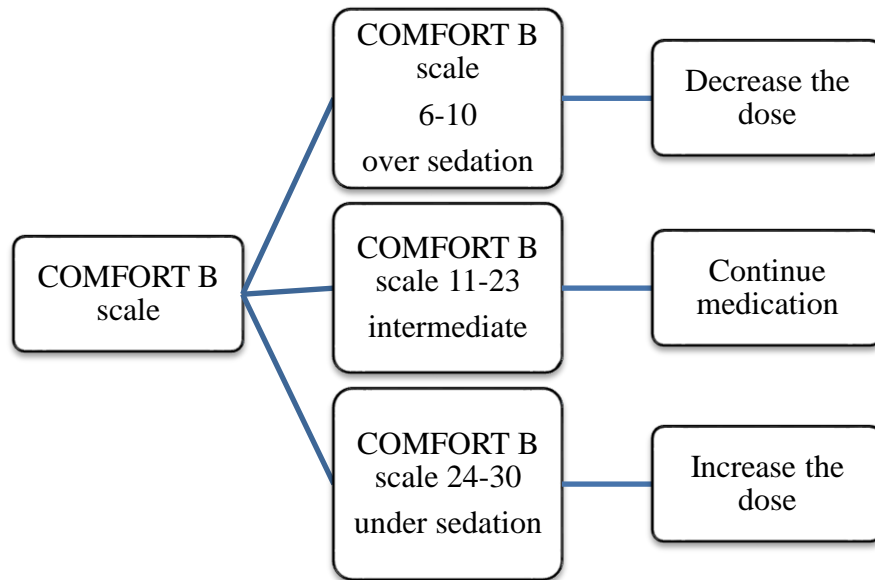 COMFORT B
scale
COMFORT B
scale
6-10
over sedation
Decrease the
dose
COMFORT B
scale 11-23
intermediate
Continue
medication
COMFORT B
scale 24-30
under sedation
Increase the
dose